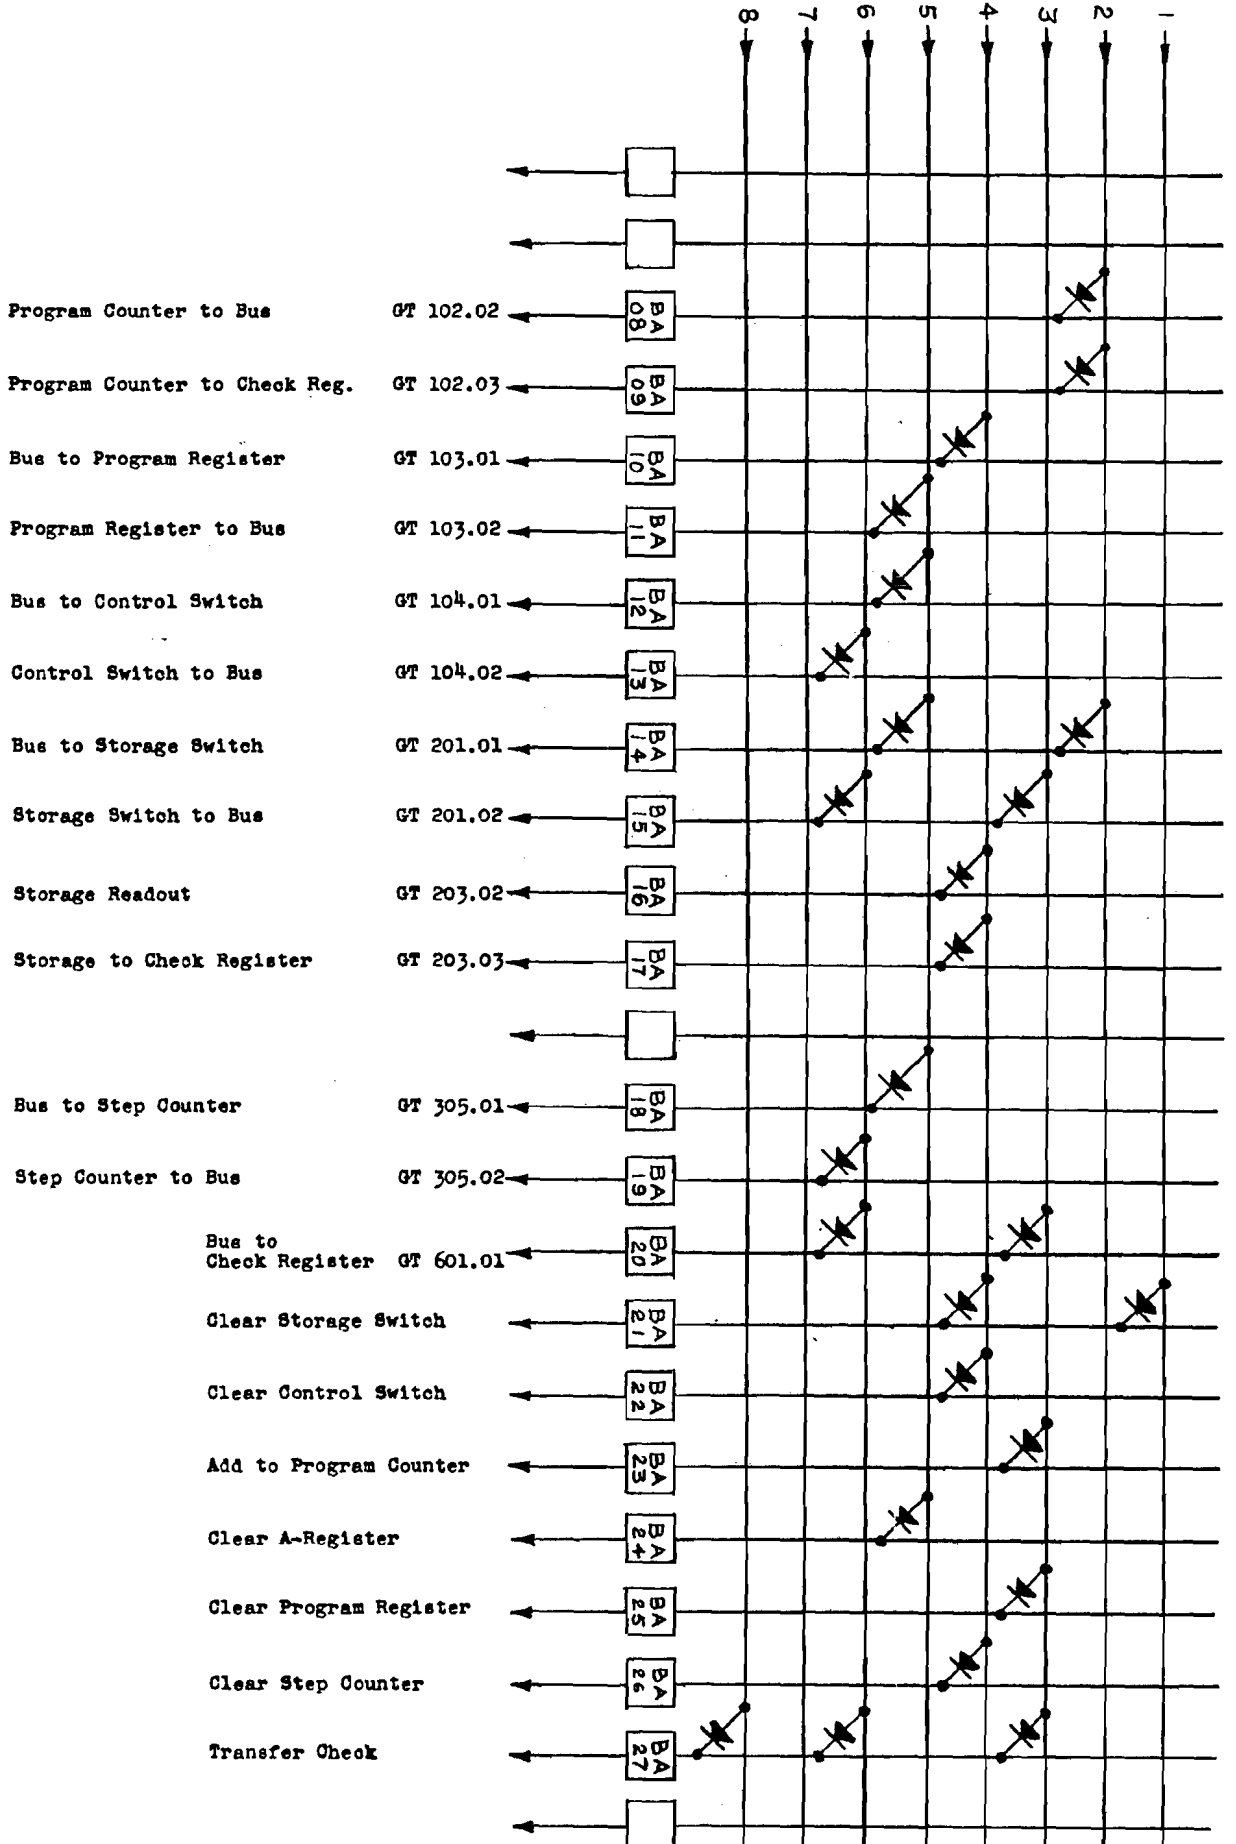 8 7 6 5 4 3 2 1
Program Counter to Bus GT 102.02 BA 08
Program Counter to Check Reg. GT 102.03 BA 09
Bus to Program Register GT 103.01 BA 10
Program Register to Bus GT 103.02 BA 11
Bus to Control Switch GT 104.01 BA 12
Control Switch to Bus GT 104.02 BA 13
Bus to Storage Switch GT 201.01 BA 14
Storage Switch to Bus GT 201.02 BA 15
Storage Readout GT 203.02 BA 16
Storage to Check Register GT 203.03 BA 17
Bus to Step Counter GT 305.01 BA 18
Step Counter to Bus GT 305.02 BA 19
Bus to
Check Register GT 601.01 BA 20
Clear Storage Switch BA 21
Clear Control Switch BA 22
Add to Program Counter BA 23
Clear A-Register BA 24
Clear Program Register BA 25
Clear Step Counter BA 26
Transfer Check BA 27